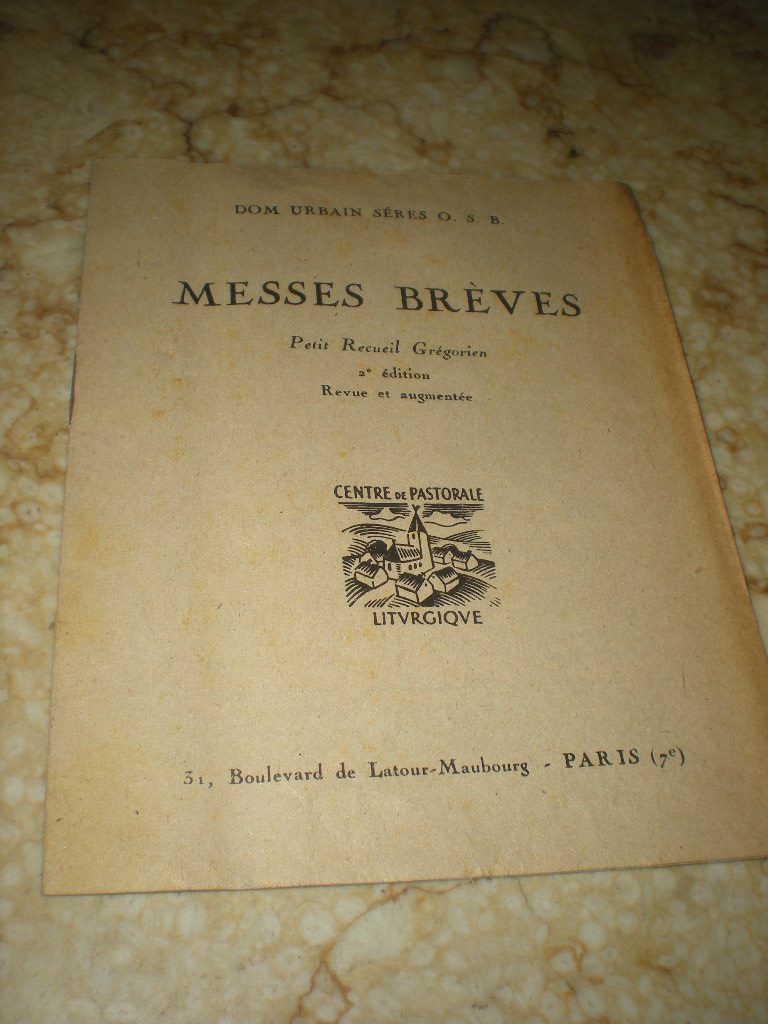 DOM URBAIN SÉRES O. S. B.
MESSES BRÈVES
Petit Recueil Grégorien
2e édition
Revue et augmentée
CENTRE DE PASTORALE
LITVRGIQVE
31, Boulevard de Latour-Maubourg - PARIS (7e)